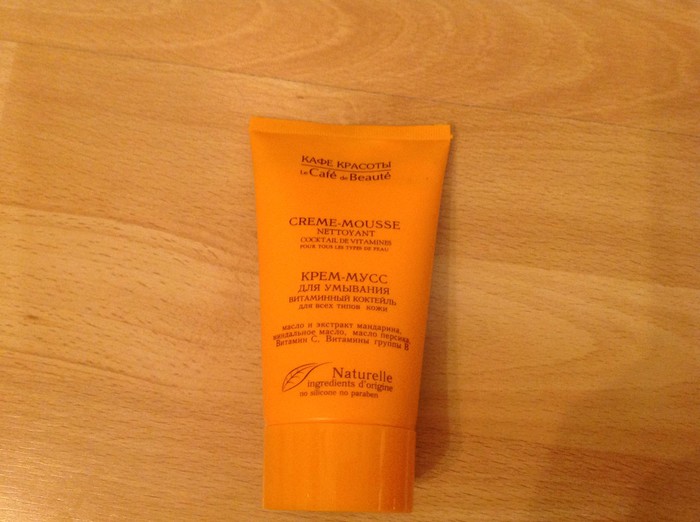 КАФЕ КРАСОТЫ
Le Café de Beauté
CREME-MOUSSE
NETTOYANT
COCKTAIL DE VITAMINES
POUR TOUS LES TYPES DE PEAU
КРЕМ-МУСС
ДЛЯ УМЫВАНИЯ
ВИТАМИННЫЙ КОКТЕЙЛЬ
для всех типов кожи
масло и экстракт мандарина,
миндальное масло, масло персика,
Витамин С, Витамины группы В
Naturelle
ingredients d'origine
no silicone no paraben